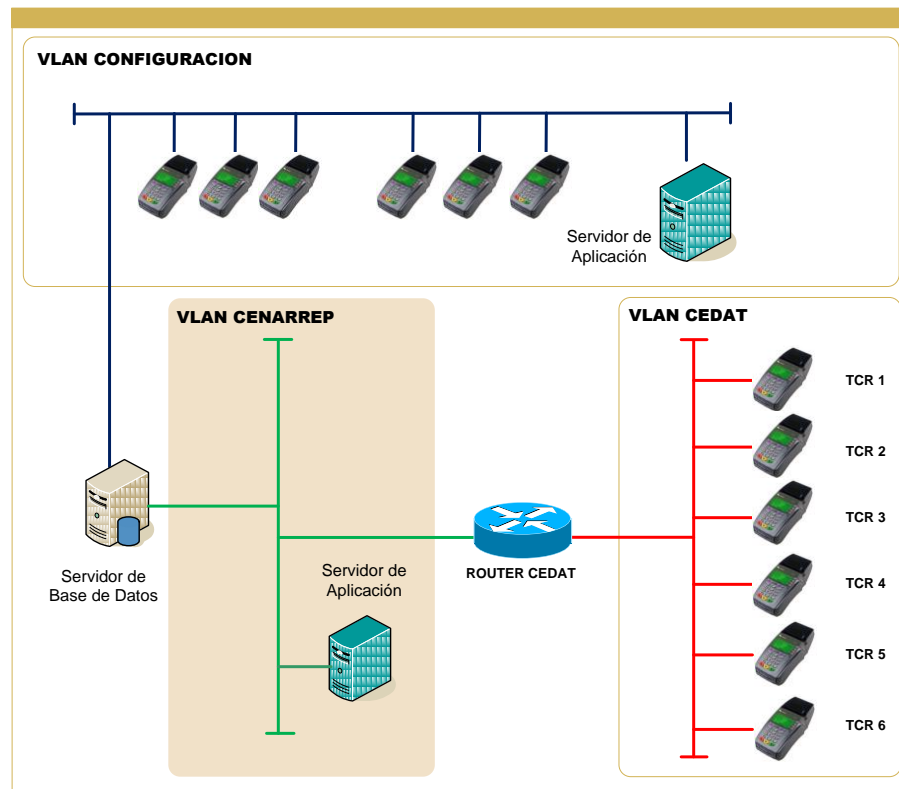 VLAN CONFIGURACION
Servidor de
Aplicación
VLAN CENARREP
VLAN CEDAT
TCR 1
TCR 2
TCR 3
TCR 4
TCR 5
TCR 6
ROUTER CEDAT
Servidor de
Base de Datos
Servidor de
Aplicación